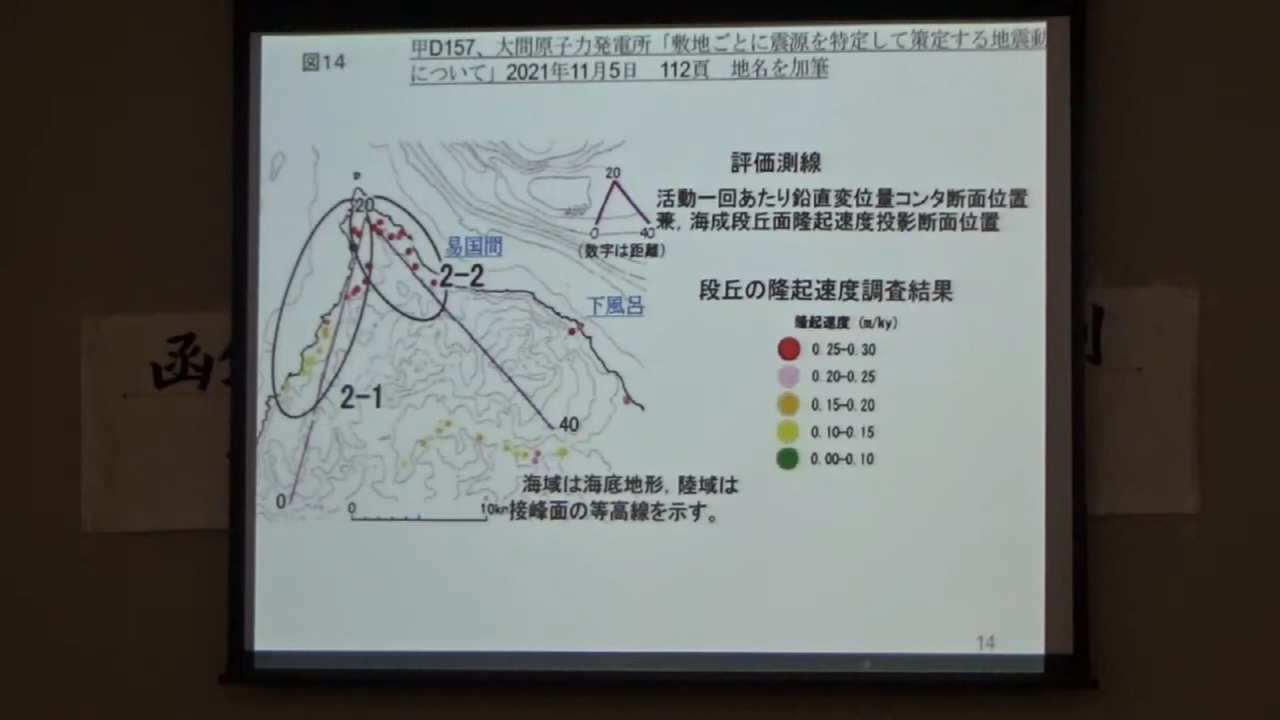 図14
甲D157、大間原子力発電所「敷地ごとに震源を特定して策定する地震動
について」2021年11月5日 112頁 地名を加筆
評価測線
20
活動一回あたり鉛直変位量コンタ断面位置
兼, 海成段丘面隆起速度投影断面位置
0 40
(数字は距離)
20
易国間
2-2
下風呂
段丘の隆起速度調査結果
隆起速度 (m/ky)
0.25-0.30
0.20-0.25
0.15-0.20
0.10-0.15
0.00-0.10
2-1
40
0
0 10km
海域は海底地形, 陸域は
接峰面の等高線を示す。
14
函